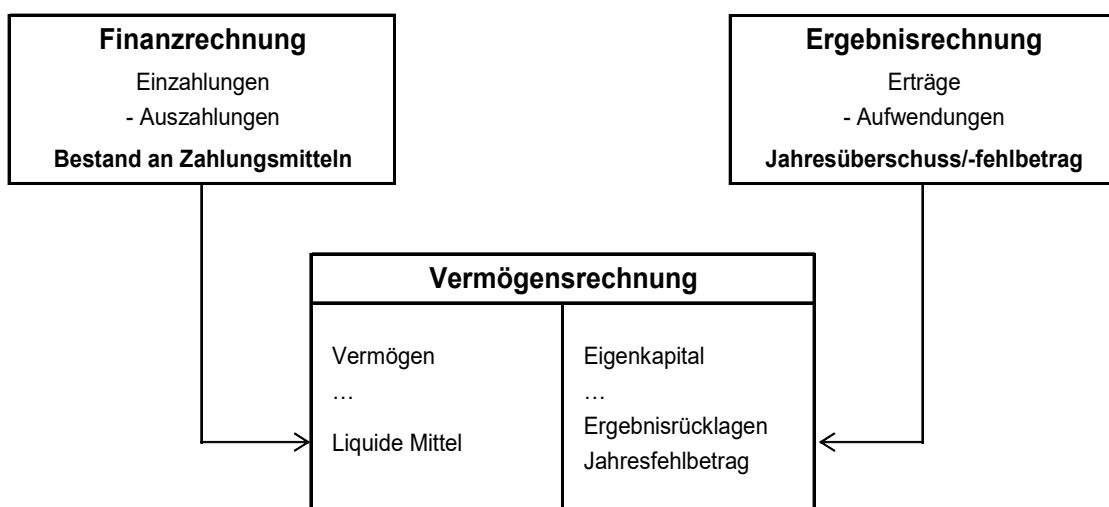 Finanzrechnung
Einzahlungen
- Auszahlungen
Bestand an Zahlungsmitteln
Ergebnisrechnung
Erträge
- Aufwendungen
Jahresüberschuss/-fehlbetrag
Vermögensrechnung
Vermögen
…
Liquide Mittel
Eigenkapital
…
Ergebnisrücklagen
Jahresfehlbetrag